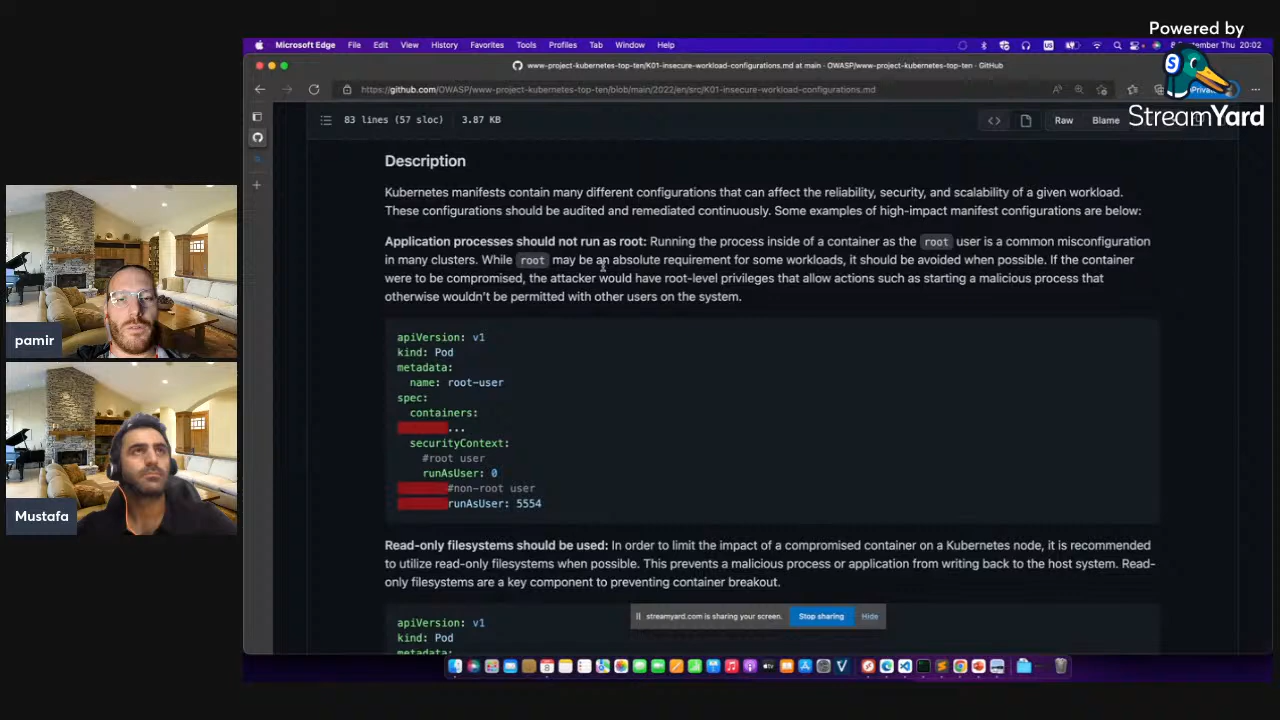 Powered by
StreamYard
Microsoft Edge File Edit View History Favorites Tools Profiles Tab Window Help
Thu 20:02
www-project-kubernetes-top-ten/K01-insecure-workload-configurations.md at main · OWASP/www-project-kubernetes-top-ten · GitHub
https://github.com/OWASP/www-project-kubernetes-top-ten/blob/main/2022/en/src/K01-insecure-workload-configurations.md
83 lines (57 sloc) 3.87 KB
<> Raw Blame
Description
Kubernetes manifests contain many different configurations that can affect the reliability, security, and scalability of a given workload.
These configurations should be audited and remediated continuously. Some examples of high-impact manifest configurations are below:
Application processes should not run as root: Running the process inside of a container as the root user is a common misconfiguration
in many clusters. While root may be an absolute requirement for some workloads, it should be avoided when possible. If the container
were to be compromised, the attacker would have root-level privileges that allow actions such as starting a malicious process that
otherwise wouldn't be permitted with other users on the system.
apiVersion: v1
kind: Pod
metadata:
name: root-user
spec:
containers:
...
securityContext:
#root user
runAsUser: 0
#non-root user
runAsUser: 5554
Read-only filesystems should be used: In order to limit the impact of a compromised container on a Kubernetes node, it is recommended
to utilize read-only filesystems when possible. This prevents a malicious process or application from writing back to the host system. Read-
only filesystems are a key component to preventing container breakout.
apiVersion: v1
kind: Pod
metadata:
streamyard.com is sharing your screen. Stop sharing Hide
pamir
Mustafa